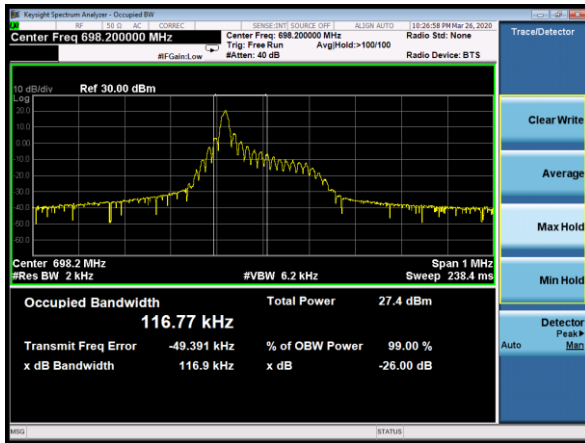 Keysight Spectrum Analyzer - Occupied BW
RF 50 Ω AC CORREC SENSE:INT SOURCE OFF ALIGN AUTO 10:26:58 PM Mar 26, 2020
Center Freq 698.200000 MHz
Center Freq: 698.200000 MHz
Radio Std: None
Trig: Free Run Avg|Hold:>100/100
#IFGain:Low
#Atten: 40 dB
Radio Device: BTS
Trace/Detector
10 dB/div Ref 30.00 dBm
Log
20.0
10.0
0.00
-10.0
-20.0
-30.0
-40.0
-50.0
-60.0
Center 698.2 MHz Span 1 MHz
#Res BW 2 kHz #VBW 6.2 kHz Sweep 238.4 ms
Occupied Bandwidth Total Power 27.4 dBm
116.77 kHz
Transmit Freq Error -49.391 kHz % of OBW Power 99.00 %
x dB Bandwidth 116.9 kHz x dB -26.00 dB
Clear Write
Average
Max Hold
Min Hold
Detector
Peak▶
Auto Man
MSG STATUS